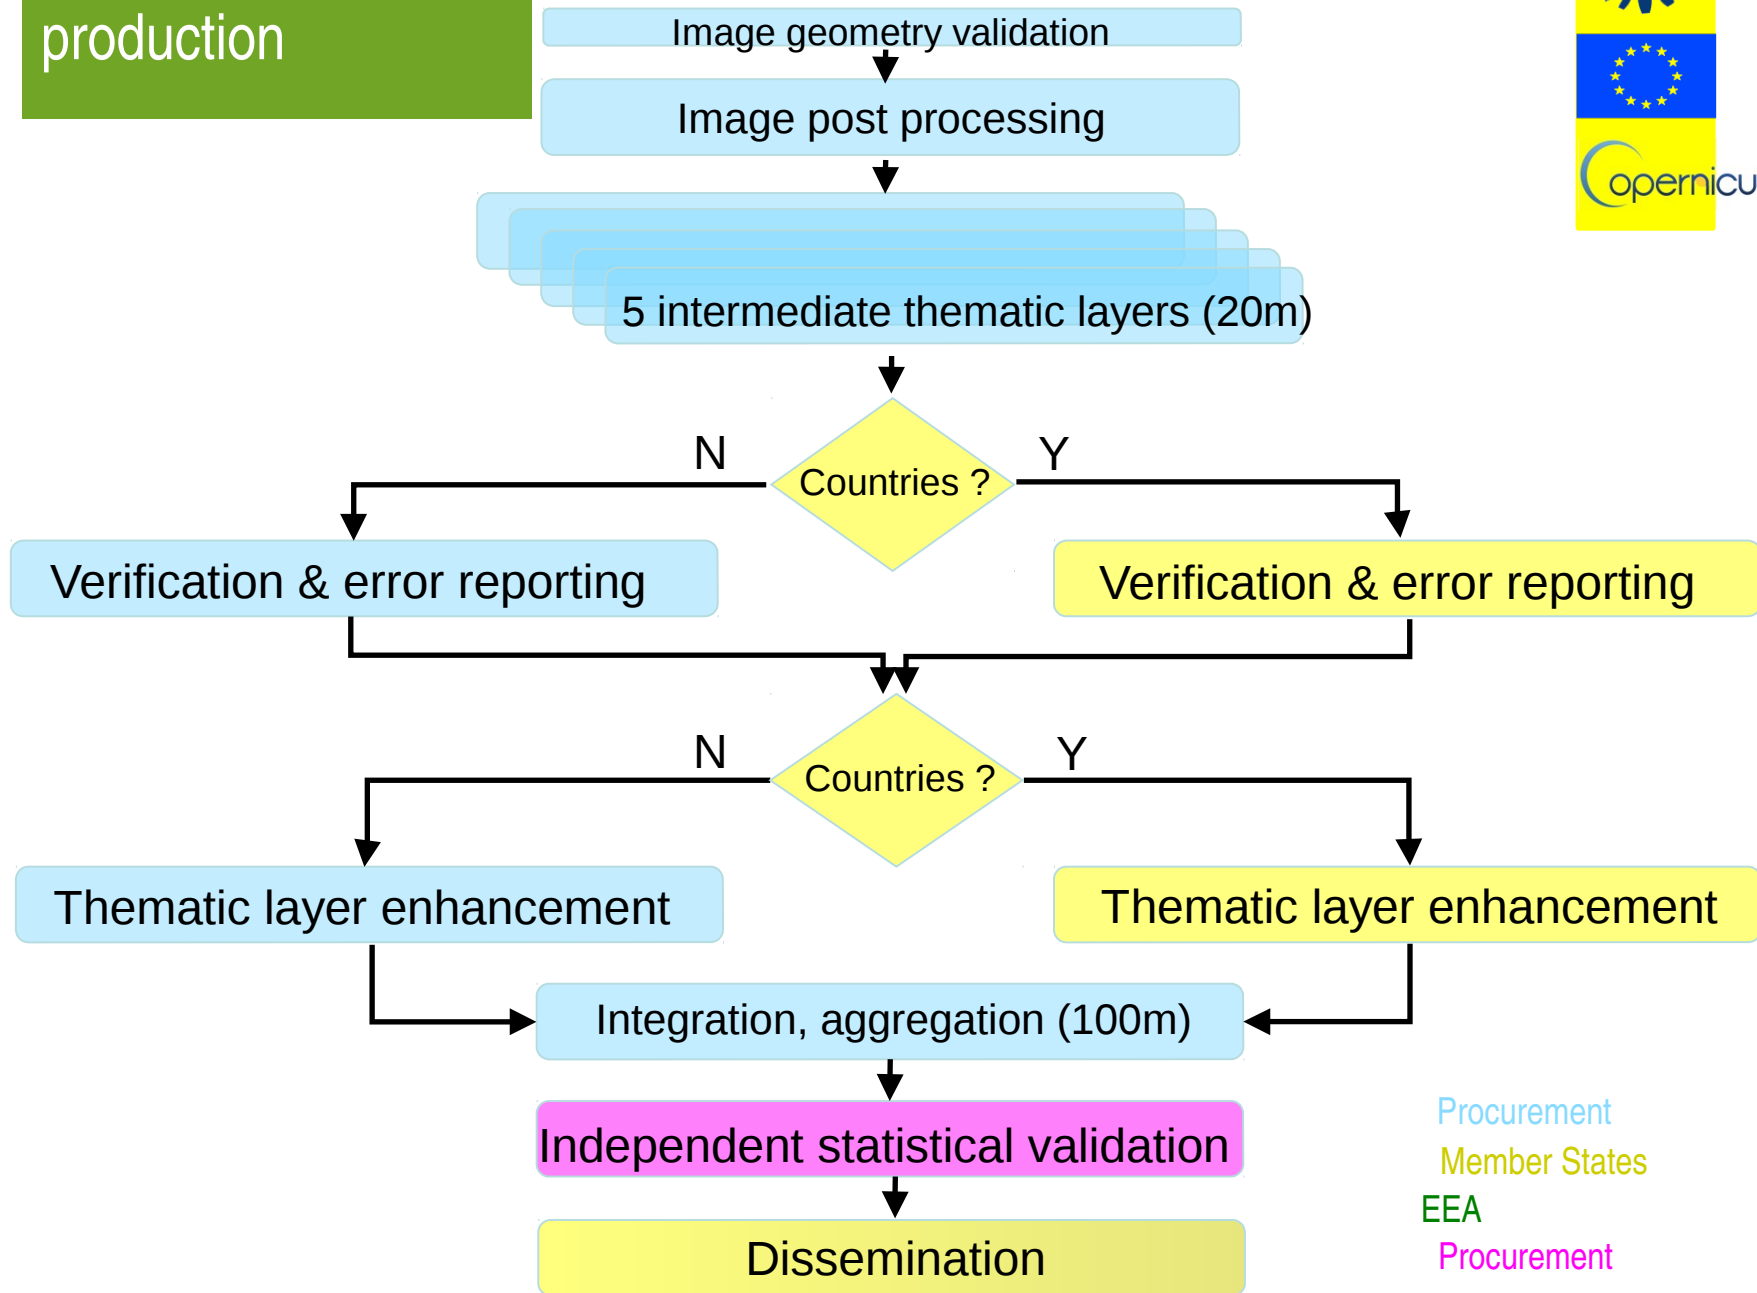 production
Image geometry validation
Image post processing
opernicu
5 intermediate thematic layers (20m)
N
Countries ?
Y
Verification & error reporting
Verification & error reporting
N
Countries ?
Y
Thematic layer enhancement
Thematic layer enhancement
Integration, aggregation (100m)
Independent statistical validation
Dissemination
Procurement
Member States
EEA
Procurement